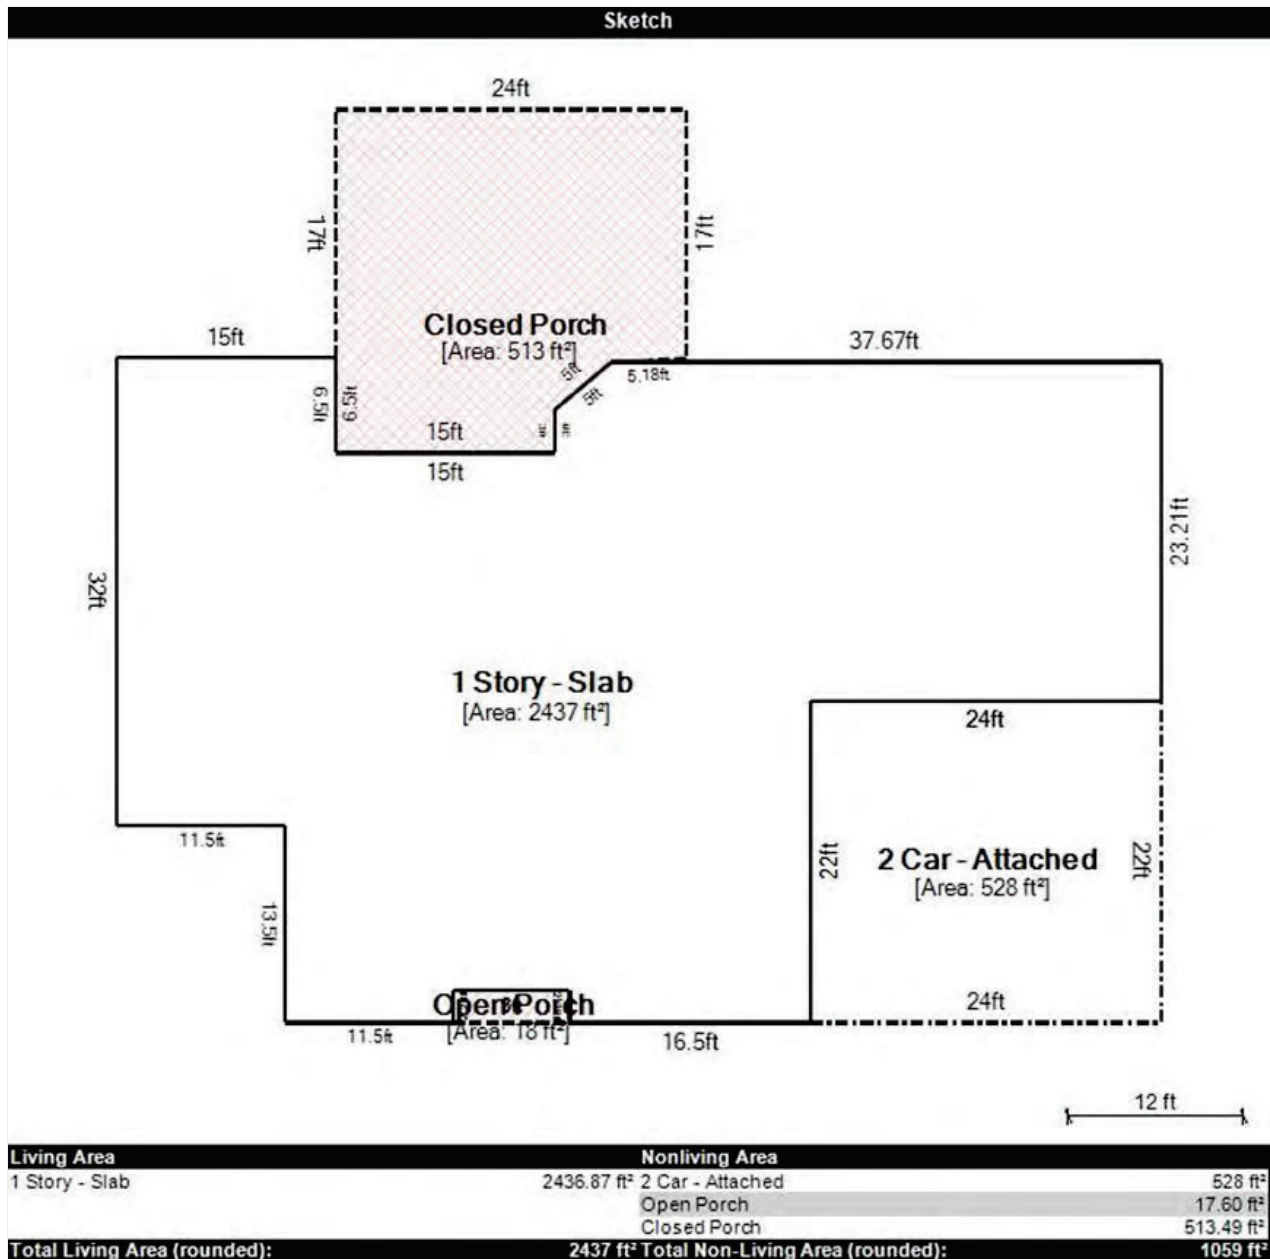 Sketch
24ft
17ft
17ft
Closed Porch
[Area: 513 ft²]
15ft
37.67ft
5ft
5ft
5.18ft
6.5ft
6.5ft
15ft
15ft
32ft
23.21ft
1 Story - Slab
[Area: 2437 ft²]
24ft
11.5ft
22ft
2 Car - Attached
[Area: 528 ft²]
22ft
13.5ft
Open Porch
[Area: 18 ft²]
11.5ft
16.5ft
24ft
12 ft
Living Area Nonliving Area
1 Story - Slab 2436.87 ft² 2 Car - Attached 528 ft²
Open Porch 17.60 ft²
Closed Porch 513.49 ft²
Total Living Area (rounded): 2437 ft² Total Non-Living Area (rounded): 1059 ft²